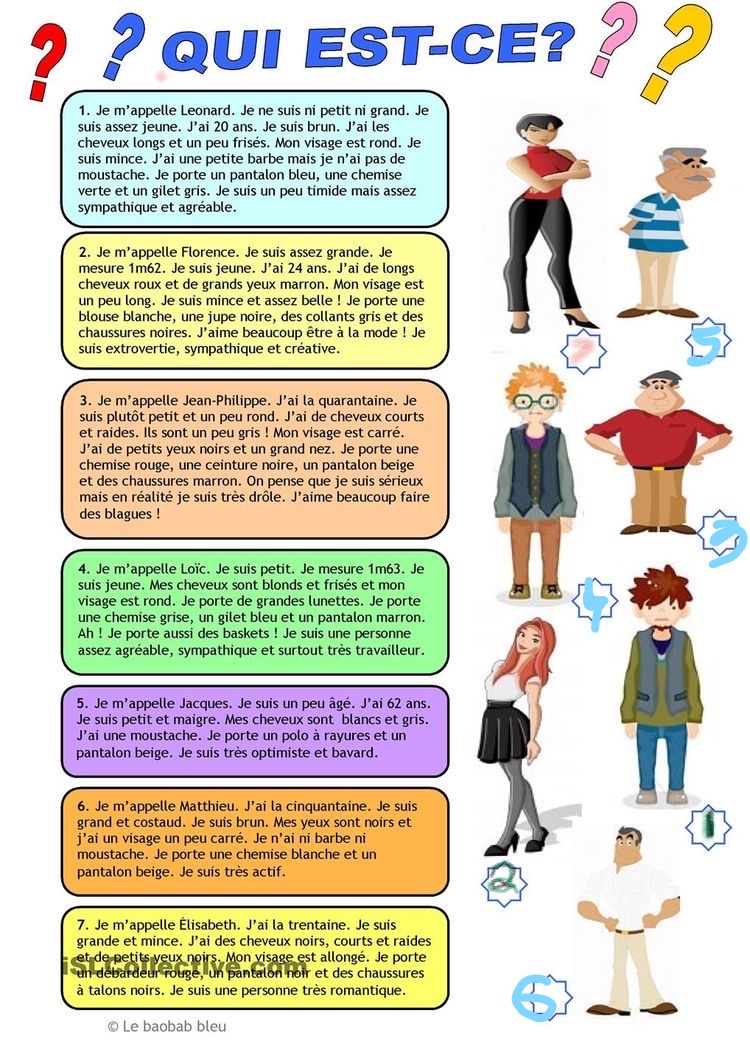 ? ? QUI EST-CE? ? ?
1. Je m'appelle Leonard. Je ne suis ni petit ni grand. Je
suis assez jeune. J'ai 20 ans. Je suis brun. J'ai les
cheveux longs et un peu frisés. Mon visage est rond. Je
suis mince. J'ai une petite barbe mais je n'ai pas de
moustache. Je porte un pantalon bleu, une chemise
verte et un gilet gris. Je suis un peu timide mais assez
sympathique et agréable.
2. Je m'appelle Florence. Je suis assez grande. Je
mesure 1m62. Je suis jeune. J'ai 24 ans. J'ai de longs
cheveux roux et de grands yeux marron. Mon visage est
un peu long. Je suis mince et assez belle ! Je porte une
blouse blanche, une jupe noire, des collants gris et des
chaussures noires. J'aime beaucoup être à la mode ! Je
suis extrovertie, sympathique et créative.
3. Je m'appelle Jean-Philippe. J'ai la quarantaine. Je
suis plutôt petit et un peu rond. J'ai de cheveux courts
et raides. Ils sont un peu gris ! Mon visage est carré.
J'ai de petits yeux noirs et un grand nez. Je porte une
chemise rouge, une ceinture noire, un pantalon beige
et des chaussures marron. On pense que je suis sérieux
mais en réalité je suis très drôle. J'aime beaucoup faire
des blagues !
4. Je m'appelle Loïc. Je suis petit. Je mesure 1m63. Je
suis jeune. Mes cheveux sont blonds et frisés et mon
visage est rond. Je porte de grandes lunettes. Je porte
une chemise grise, un gilet bleu et un pantalon marron.
Ah ! Je porte aussi des baskets ! Je suis une personne
assez agréable, sympathique et surtout très travailleur.
5. Je m'appelle Jacques. Je suis un peu âgé. J'ai 62 ans.
Je suis petit et maigre. Mes cheveux sont blancs et gris.
J'ai une moustache. Je porte un polo à rayures et un
pantalon beige. Je suis très optimiste et bavard.
6. Je m'appelle Matthieu. J'ai la cinquantaine. Je suis
grand et costaud. Je suis brun. Mes yeux sont noirs et
j'ai un visage un peu carré. Je n'ai ni barbe ni
moustache. Je porte une chemise blanche et un
pantalon beige. Je suis très actif.
7. Je m'appelle Élisabeth. J'ai la trentaine. Je suis
grande et mince. J'ai des cheveux noirs, courts et raides
et de petits yeux noirs. Mon visage est allongé. Je porte
iSLCollective.com
un débardeur rouge, un pantalon noir et des chaussures
à talons noirs. Je suis une personne très romantique.
© Le baobab bleu
7
5
4
3
2
1
6